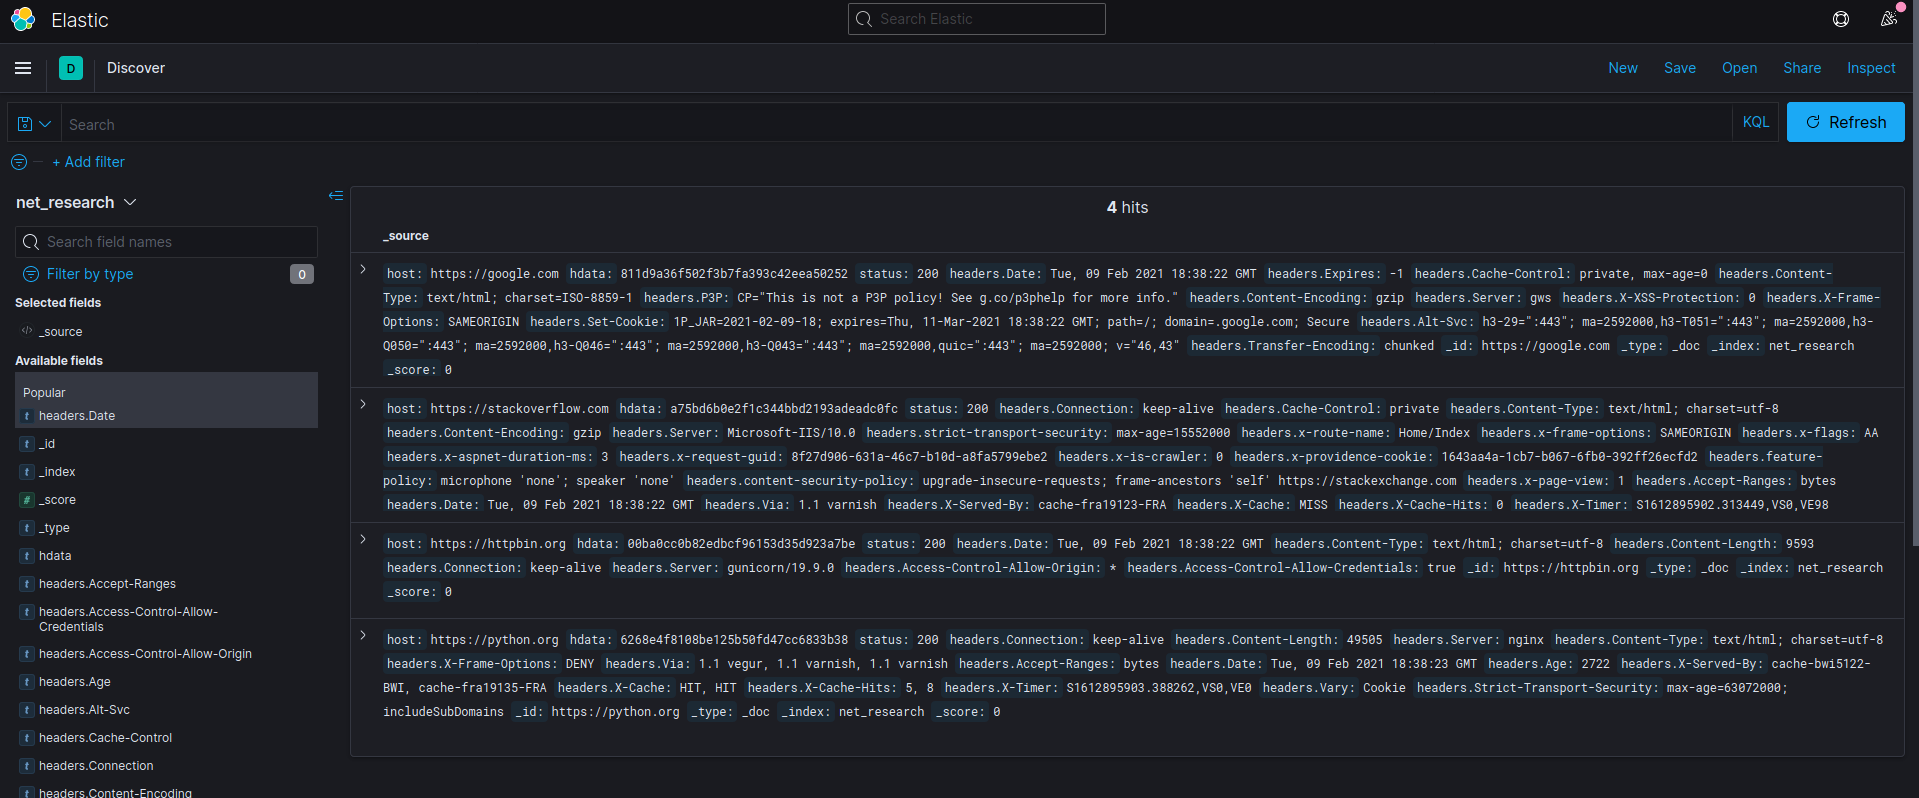 Elastic
Search Elastic
D
Discover
New
Save
Open
Share
Inspect
Search
KQL
Refresh
+ Add filter
net_research
Search field names
Filter by type
0
Selected fields
_source
Available fields
Popular
t headers.Date
t _id
t _index
# _score
t _type
t hdata
t headers.Accept-Ranges
t headers.Access-Control-Allow-
Credentials
t headers.Access-Control-Allow-Origin
t headers.Age
t headers.Alt-Svc
t headers.Cache-Control
t headers.Connection
t headers.Content-Encoding
4 hits
_source
host: https://google.com hdata: 811d9a36f502f3b7fa393c42eea50252 status: 200 headers.Date: Tue, 09 Feb 2021 18:38:22 GMT headers.Expires: -1 headers.Cache-Control: private, max-age=0 headers.Content-
Type: text/html; charset=ISO-8859-1 headers.P3P: CP="This is not a P3P policy! See g.co/p3phelp for more info." headers.Content-Encoding: gzip headers.Server: gws headers.X-XSS-Protection: 0 headers.X-Frame-
Options: SAMEORIGIN headers.Set-Cookie: 1P_JAR=2021-02-09-18; expires=Thu, 11-Mar-2021 18:38:22 GMT; path=/; domain=.google.com; Secure headers.Alt-Svc: h3-29=":443"; ma=2592000,h3-T051=":443"; ma=2592000,h3-
Q050=":443"; ma=2592000,h3-Q046=":443"; ma=2592000,h3-Q043=":443"; ma=2592000,quic=":443"; ma=2592000; v="46,43" headers.Transfer-Encoding: chunked _id: https://google.com _type: _doc _index: net_research
_score: 0
host: https://stackoverflow.com hdata: a75bd6b0e2f1c344bbd2193adeadc0fc status: 200 headers.Connection: keep-alive headers.Cache-Control: private headers.Content-Type: text/html; charset=utf-8
headers.Content-Encoding: gzip headers.Server: Microsoft-IIS/10.0 headers.strict-transport-security: max-age=15552000 headers.x-route-name: Home/Index headers.x-frame-options: SAMEORIGIN headers.x-flags: AA
headers.x-aspnet-duration-ms: 3 headers.x-request-guid: 8f27d906-631a-46c7-b10d-a8fa5799ebe2 headers.x-is-crawler: 0 headers.x-providence-cookie: 1643aa4a-1cb7-b067-6fb0-392ff26ecfd2 headers.feature-
policy: microphone 'none'; speaker 'none' headers.content-security-policy: upgrade-insecure-requests; frame-ancestors 'self' https://stackexchange.com headers.x-page-view: 1 headers.Accept-Ranges: bytes
headers.Date: Tue, 09 Feb 2021 18:38:22 GMT headers.Via: 1.1 varnish headers.X-Served-By: cache-fra19123-FRA headers.X-Cache: MISS headers.X-Cache-Hits: 0 headers.X-Timer: S1612895902.313449,VS0,VE98
host: https://httpbin.org hdata: 00ba0cc0b82edbcf96153d35d923a7be status: 200 headers.Date: Tue, 09 Feb 2021 18:38:22 GMT headers.Content-Type: text/html; charset=utf-8 headers.Content-Length: 9593
headers.Connection: keep-alive headers.Server: gunicorn/19.9.0 headers.Access-Control-Allow-Origin: * headers.Access-Control-Allow-Credentials: true _id: https://httpbin.org _type: _doc _index: net_research
_score: 0
host: https://python.org hdata: 6268e4f8108be125b50fd47cc6833b38 status: 200 headers.Connection: keep-alive headers.Content-Length: 49505 headers.Server: nginx headers.Content-Type: text/html; charset=utf-8
headers.X-Frame-Options: DENY headers.Via: 1.1 vegur, 1.1 varnish, 1.1 varnish headers.Accept-Ranges: bytes headers.Date: Tue, 09 Feb 2021 18:38:23 GMT headers.Age: 2722 headers.X-Served-By: cache-bwi5122-
BWI, cache-fra19135-FRA headers.X-Cache: HIT, HIT headers.X-Cache-Hits: 5, 8 headers.X-Timer: S1612895903.388262,VS0,VE0 headers.Vary: Cookie headers.Strict-Transport-Security: max-age=63072000;
includeSubDomains _id: https://python.org _type: _doc _index: net_research _score: 0